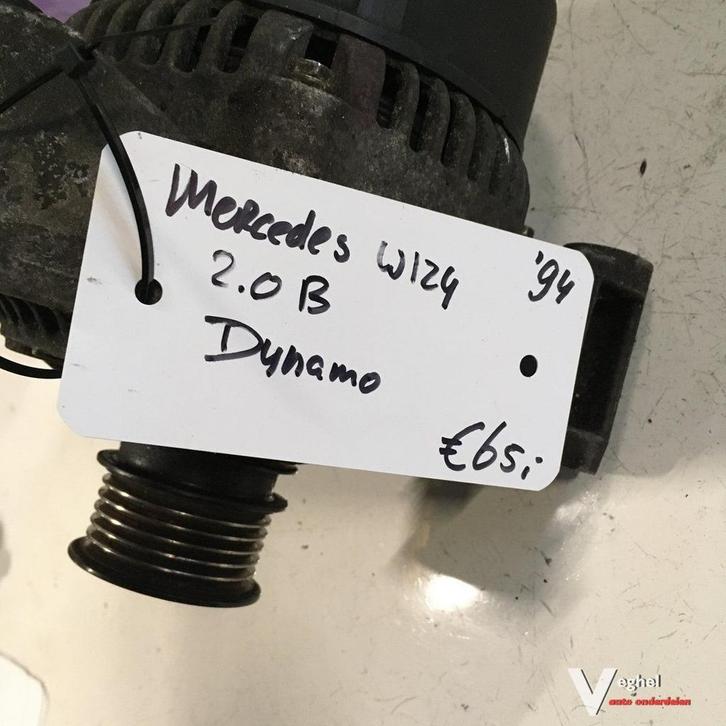 Mercedes W124 '94
2.0 B
Dynamo
€65,-
Veghel
auto onderdelen